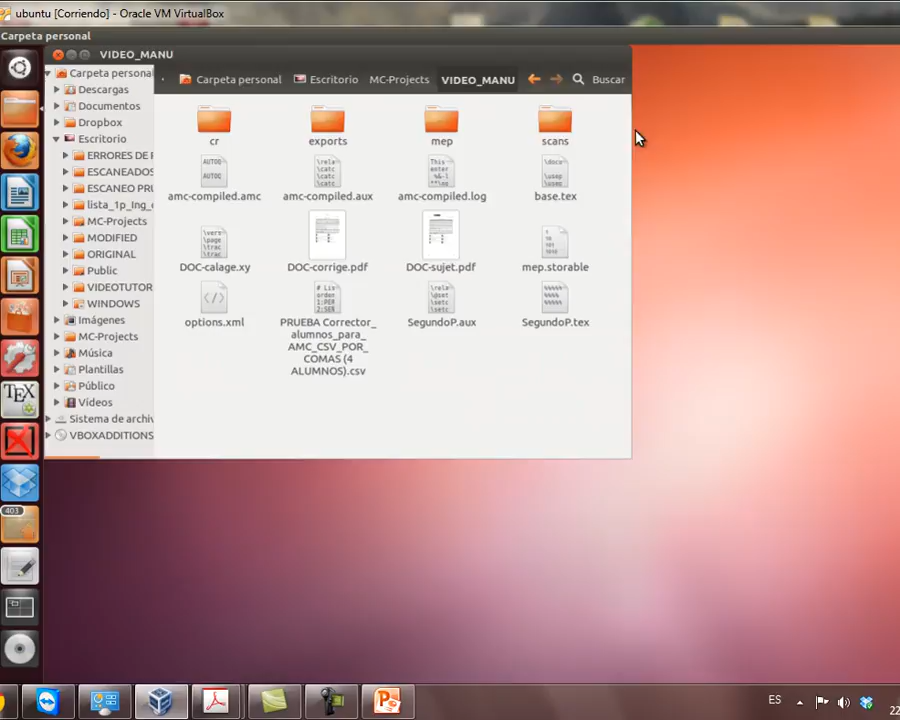 ubuntu [Corriendo] - Oracle VM VirtualBox
Carpeta personal
VIDEO_MANU
Carpeta personal
Descargas
Documentos
Dropbox
Escritorio
ERRORES DE F
ESCANEADOS
ESCANEO PRU
lista_1p_Ing_c
MC-Projects
MODIFIED
ORIGINAL
Public
VIDEOTUTOR
WINDOWS
Imágenes
MC-Projects
Música
Plantillas
Público
Vídeos
Sistema de archiv
VBOXADDITIONS
Carpeta personal Escritorio MC-Projects VIDEO_MANU Buscar
cr exports mep scans
amc-compiled.amc amc-compiled.aux amc-compiled.log base.tex
DOC-calage.xy DOC-corrige.pdf DOC-sujet.pdf mep.storable
options.xml PRUEBA Corrector_ SegundoP.aux SegundoP.tex
alumnos_para_
AMC_CSV_POR_
COMAS (4
ALUMNOS).csv
TEX
403
ES
22